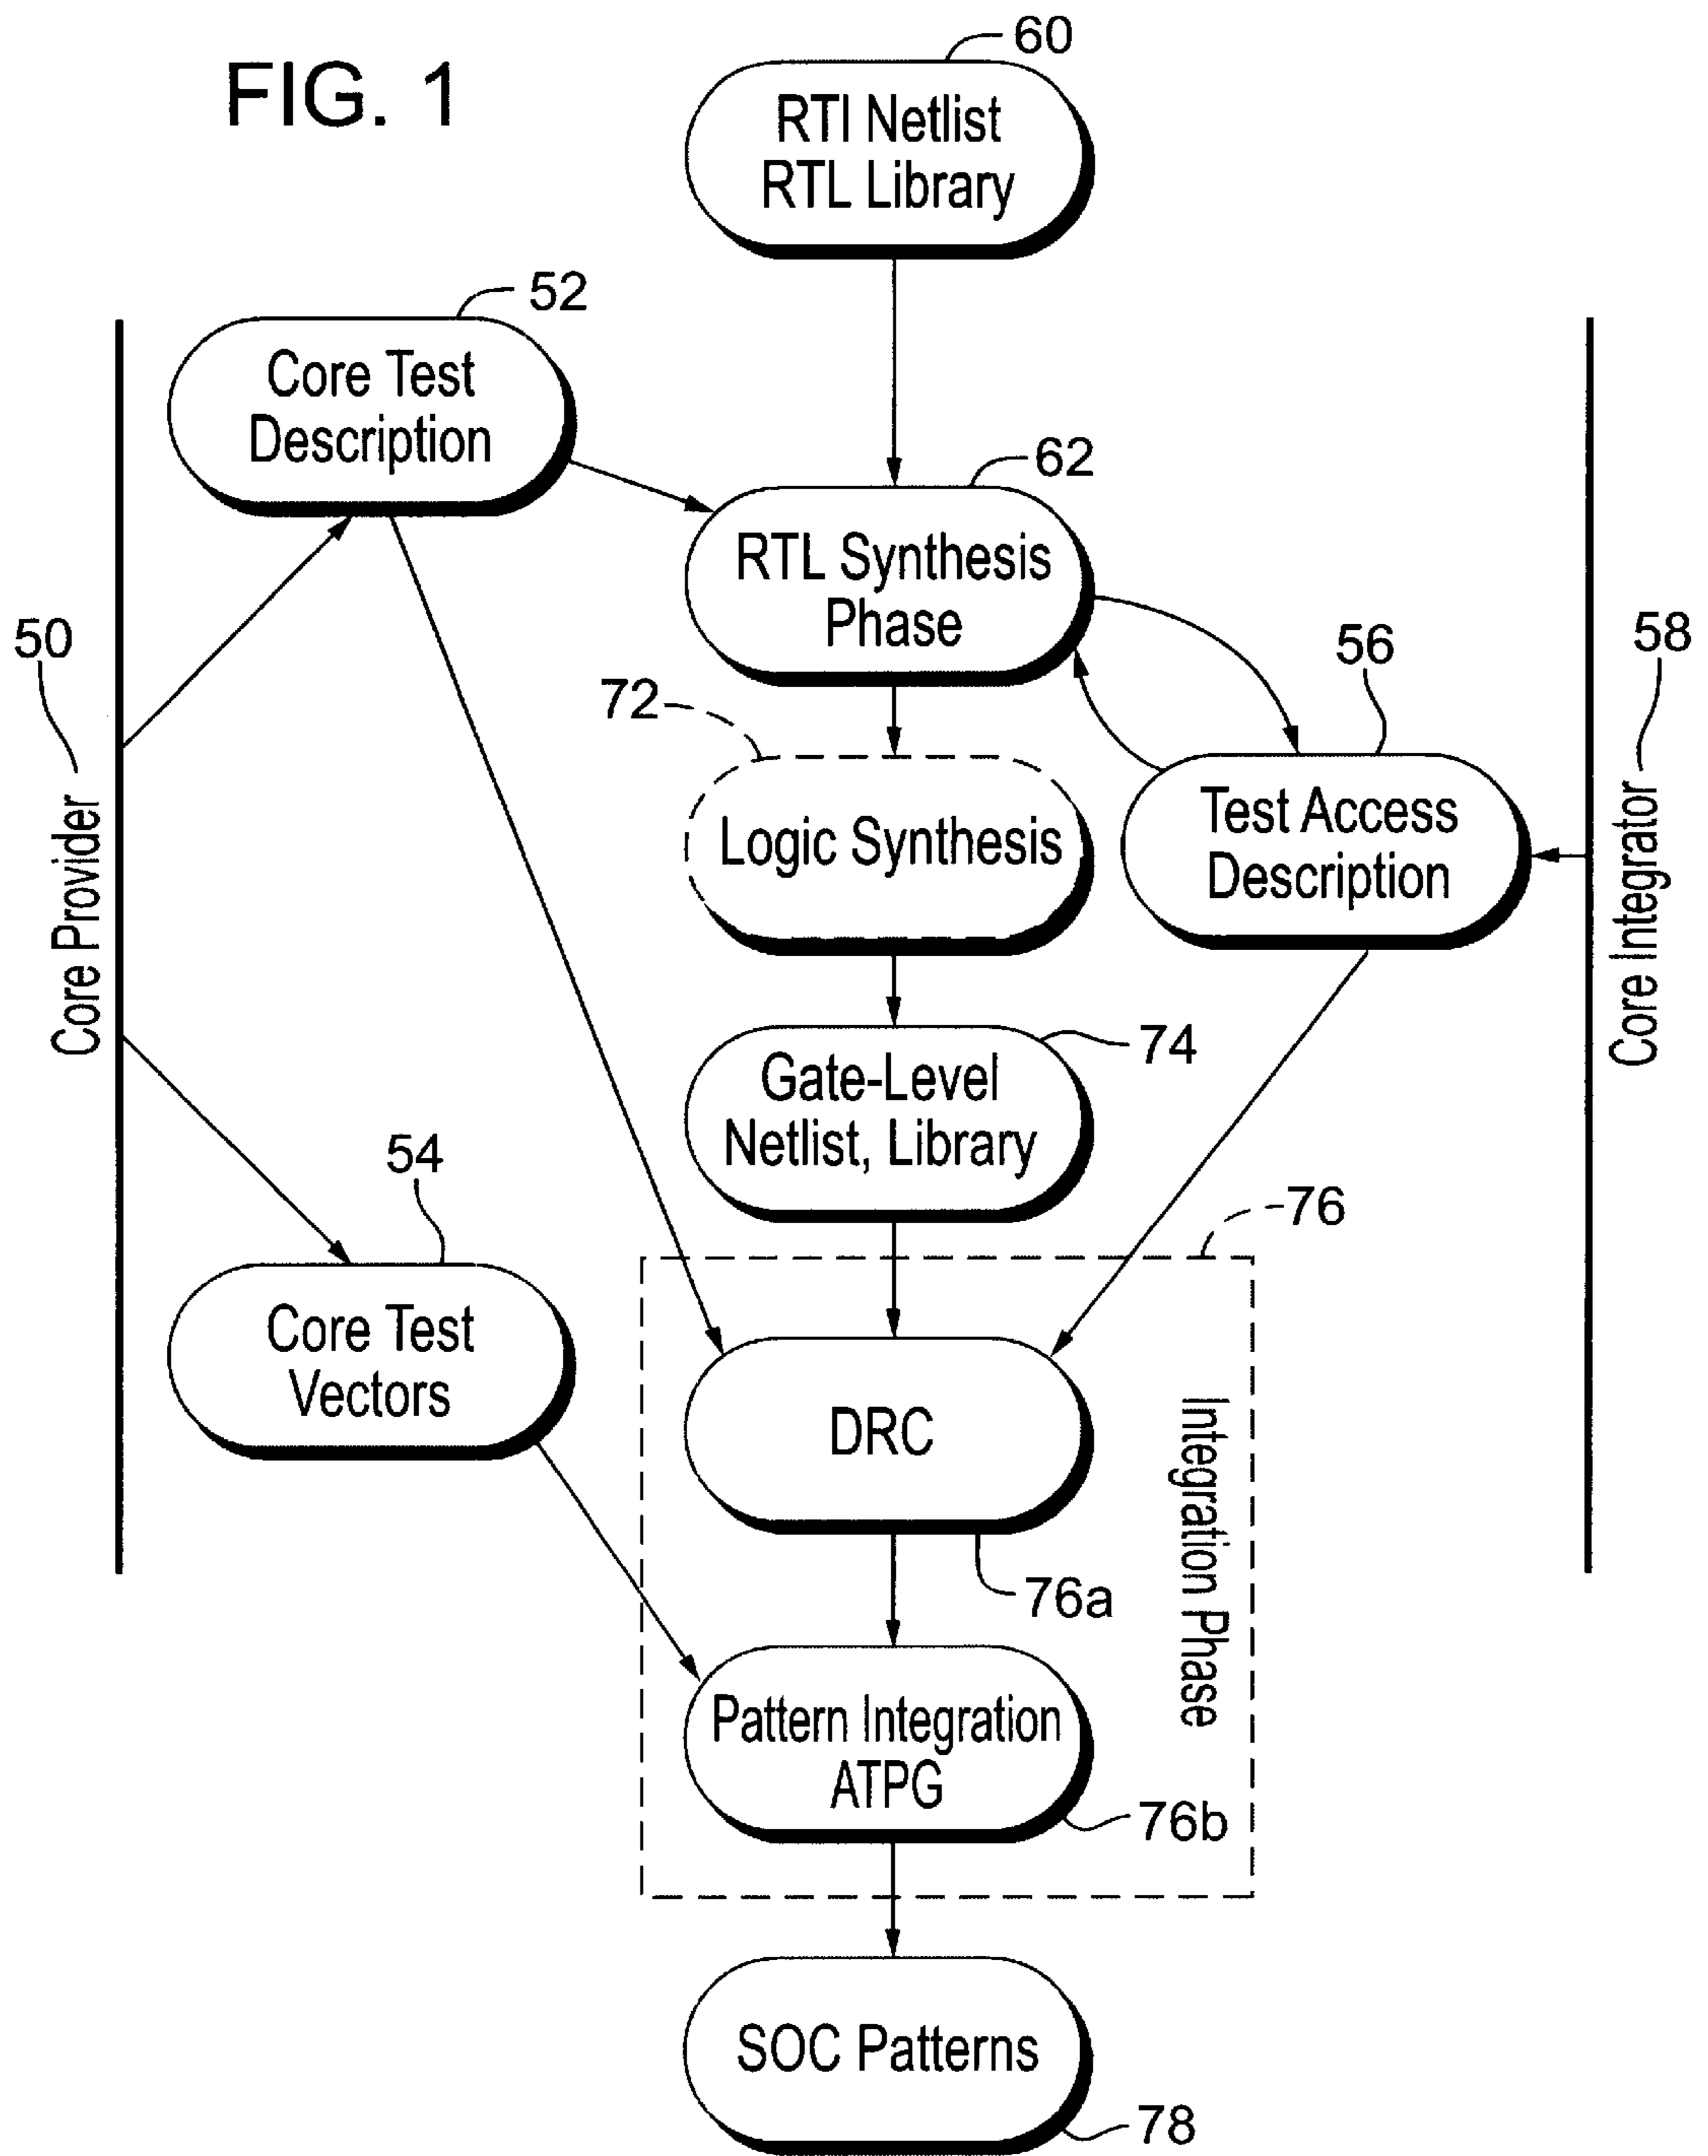 FIG. 1
60
RTI Netlist
RTL Library
52
Core Test
Description
62
RTL Synthesis
Phase
50
Core Provider
56
58
Core Integrator
72
Logic Synthesis
Test Access
Description
74
Gate-Level
Netlist, Library
54
76
Core Test
Vectors
DRC
Integration Phase
76a
Pattern Integration
ATPG
76b
SOC Patterns
78